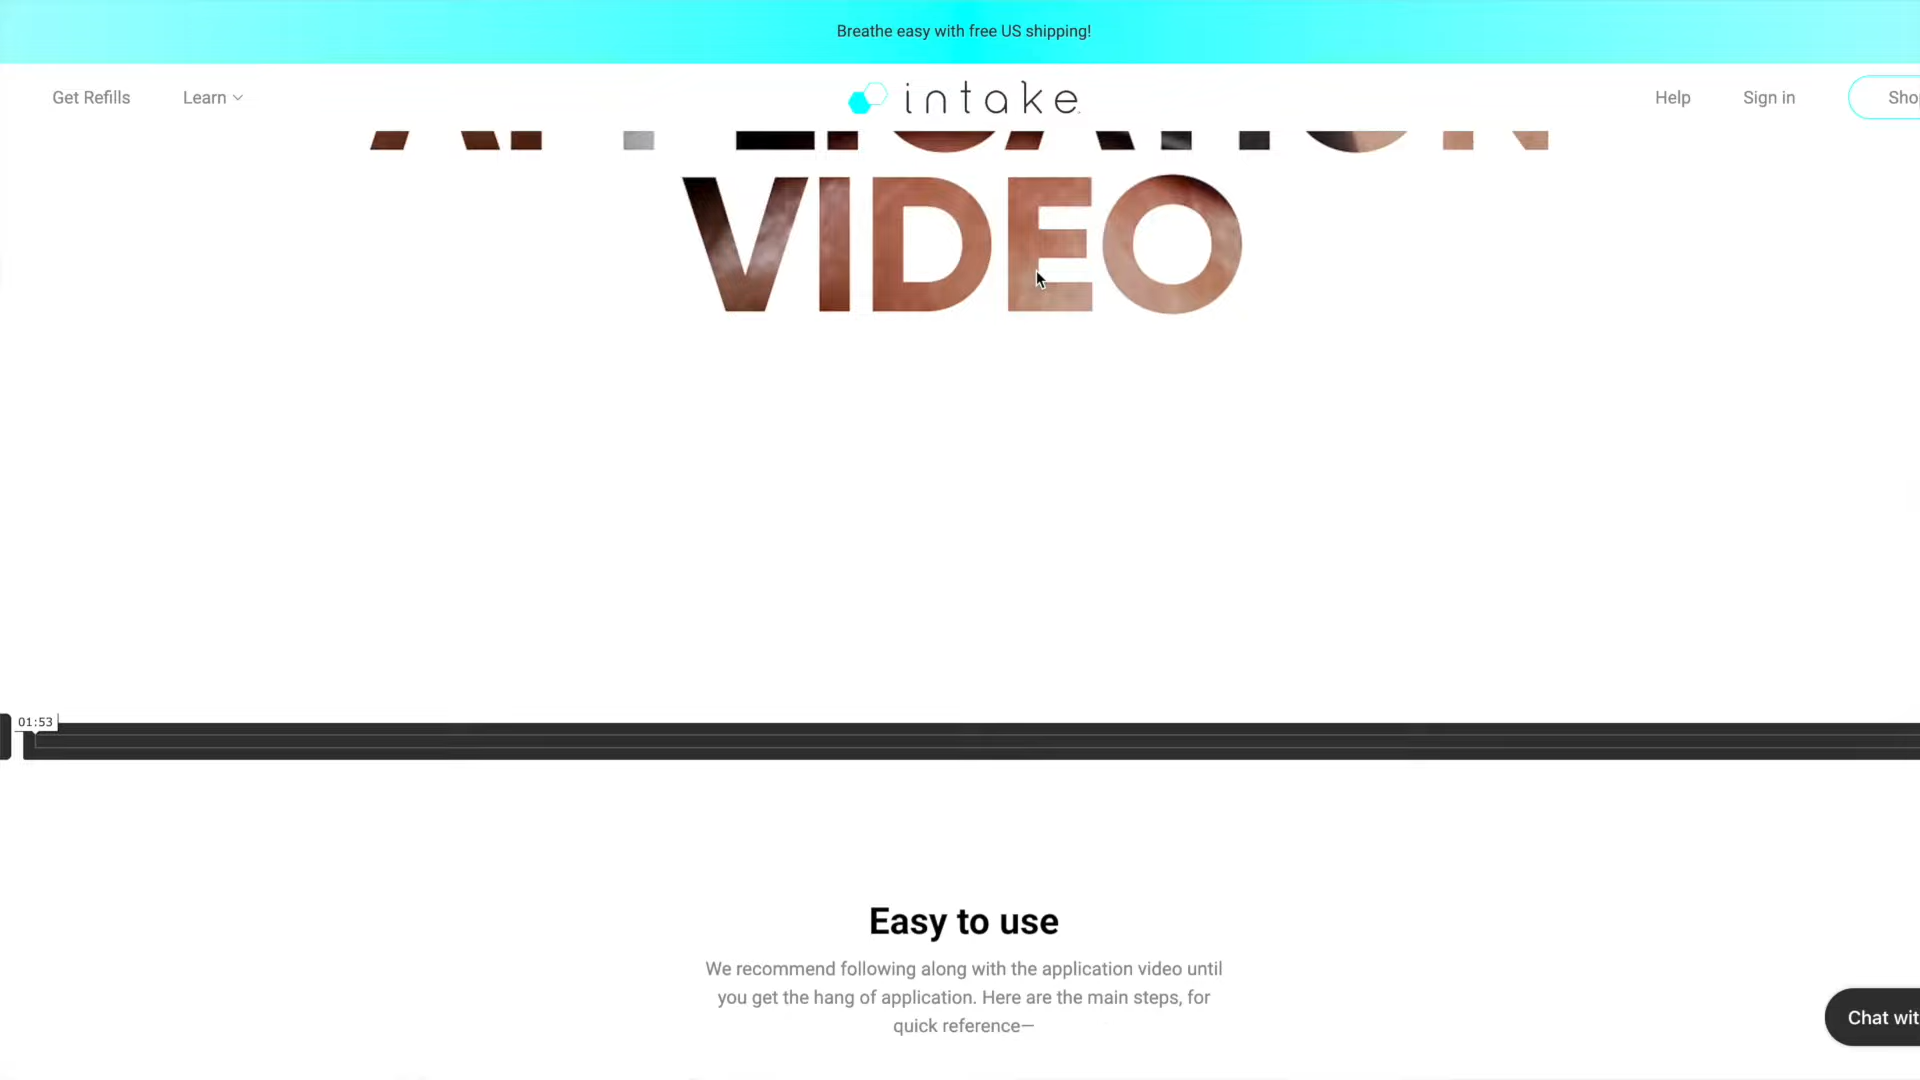 Breathe easy with free US shipping!
Get Refills
Learn
intake
Help
Sign in
APPLICATION
VIDEO
01:53
Easy to use
We recommend following along with the application video until
you get the hang of application. Here are the main steps, for
quick reference—
Chat